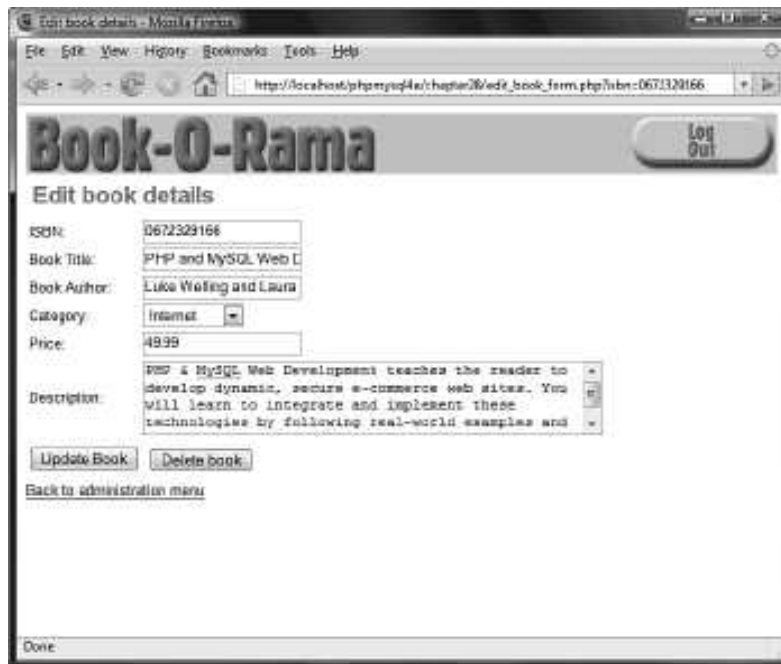 Edit book details - Mozilla Firefox
File Edit View History Bookmarks Tools Help
http://localhost/phpmysql4e/chapter28/edit_book_form.php?isbn=0672329166
Book-O-Rama
Log Out
Edit book details
ISBN: 0672329166
Book Title: PHP and MySQL Web D
Book Author: Luke Welling and Laura
Category: Internet
Price: 49.99
Description:
PHP & MySQL Web Development teaches the reader to
develop dynamic, secure e-commerce web sites. You
will learn to integrate and implement these
technologies by following real-world examples and
Update Book Delete book
Back to administration menu
Done